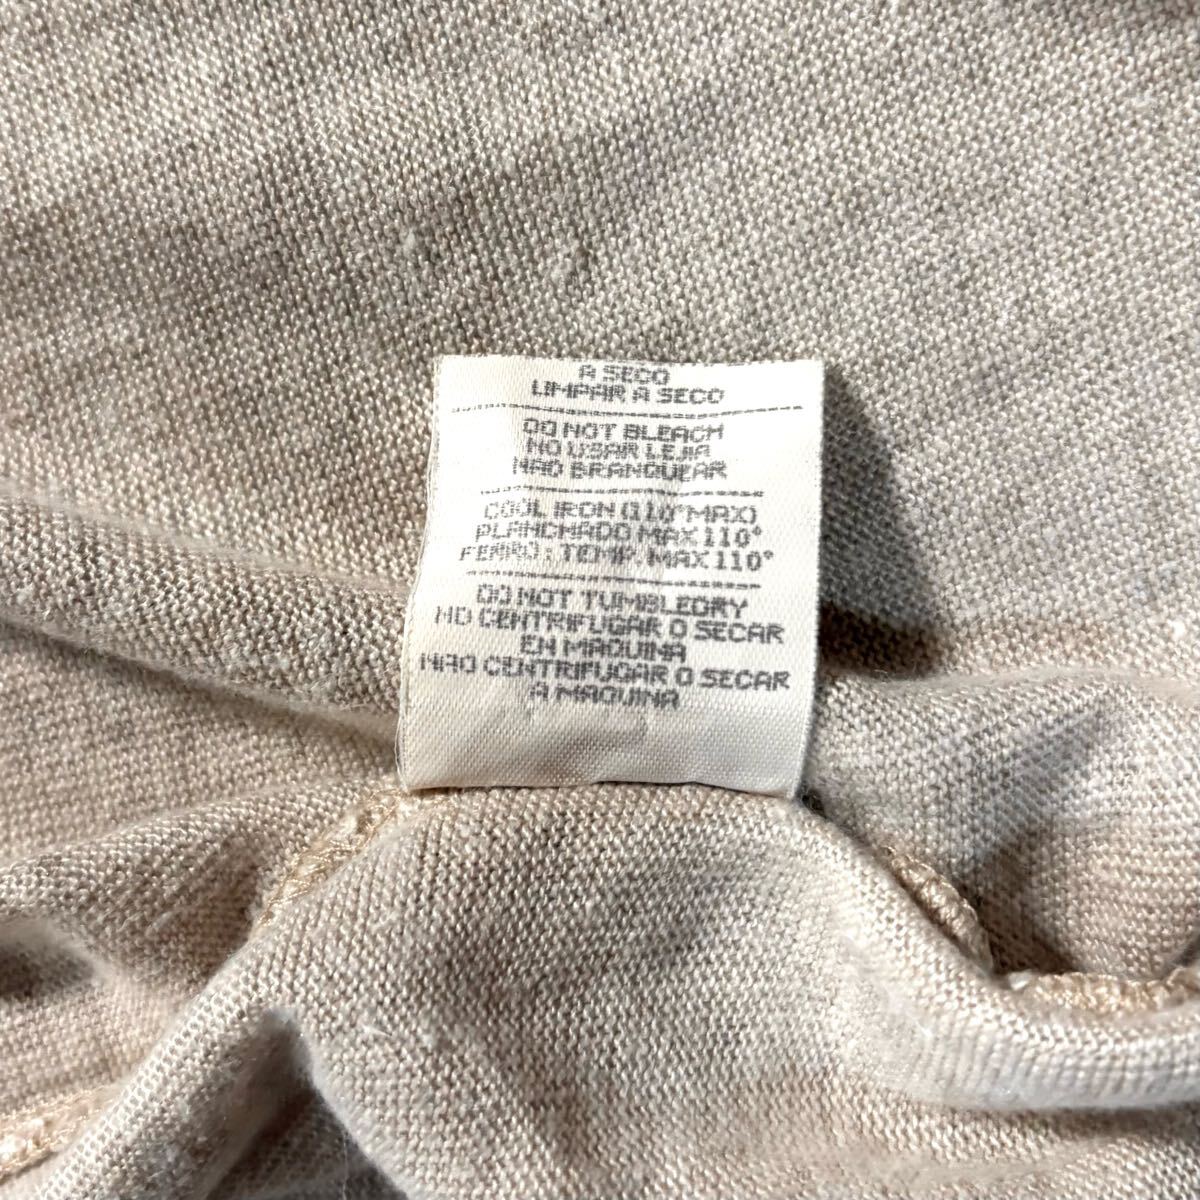 A SECO
LIMPAR A SECO
DO NOT BLEACH
NO USAR LEJIA
NAO BRANQUEAR
COOL IRON (110°MAX)
PLANCHADO MAX 110°
FERRO: TEMP. MAX 110°
DO NOT TUMBLEDRY
NO CENTRIFUGAR O SECAR
EN MAQUINA
NAO CENTRIFUGAR O SECAR
A MAQUINA